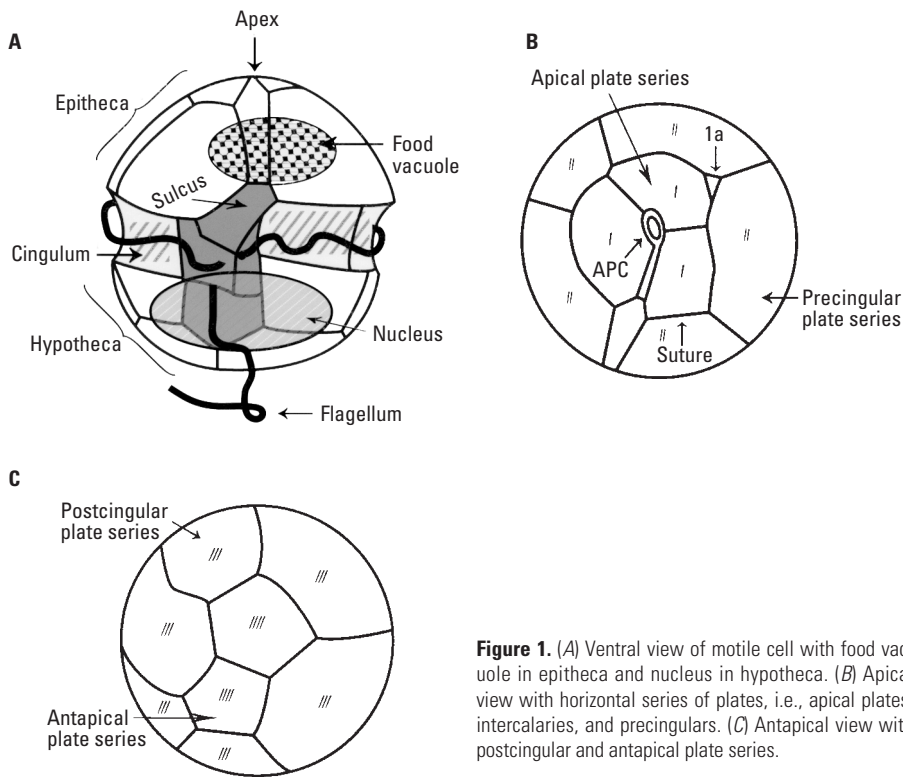 A
Apex
Epitheca
Food
vacuole
Sulcus
Cingulum
Nucleus
Hypotheca
Flagellum
B
Apical plate series
1a
//
//
/
/
//
APC
/
//
Precingular
plate series
Suture
//
C
Postcingular
plate series
///
///
///
////
////
///
Antapical
plate series
///
///
Figure 1. (A) Ventral view of motile cell with food vac
uole in epitheca and nucleus in hypotheca. (B) Apica
view with horizontal series of plates, i.e., apical plates
intercalaries, and precingulars. (C) Antapical view wit
postcingular and antapical plate series.